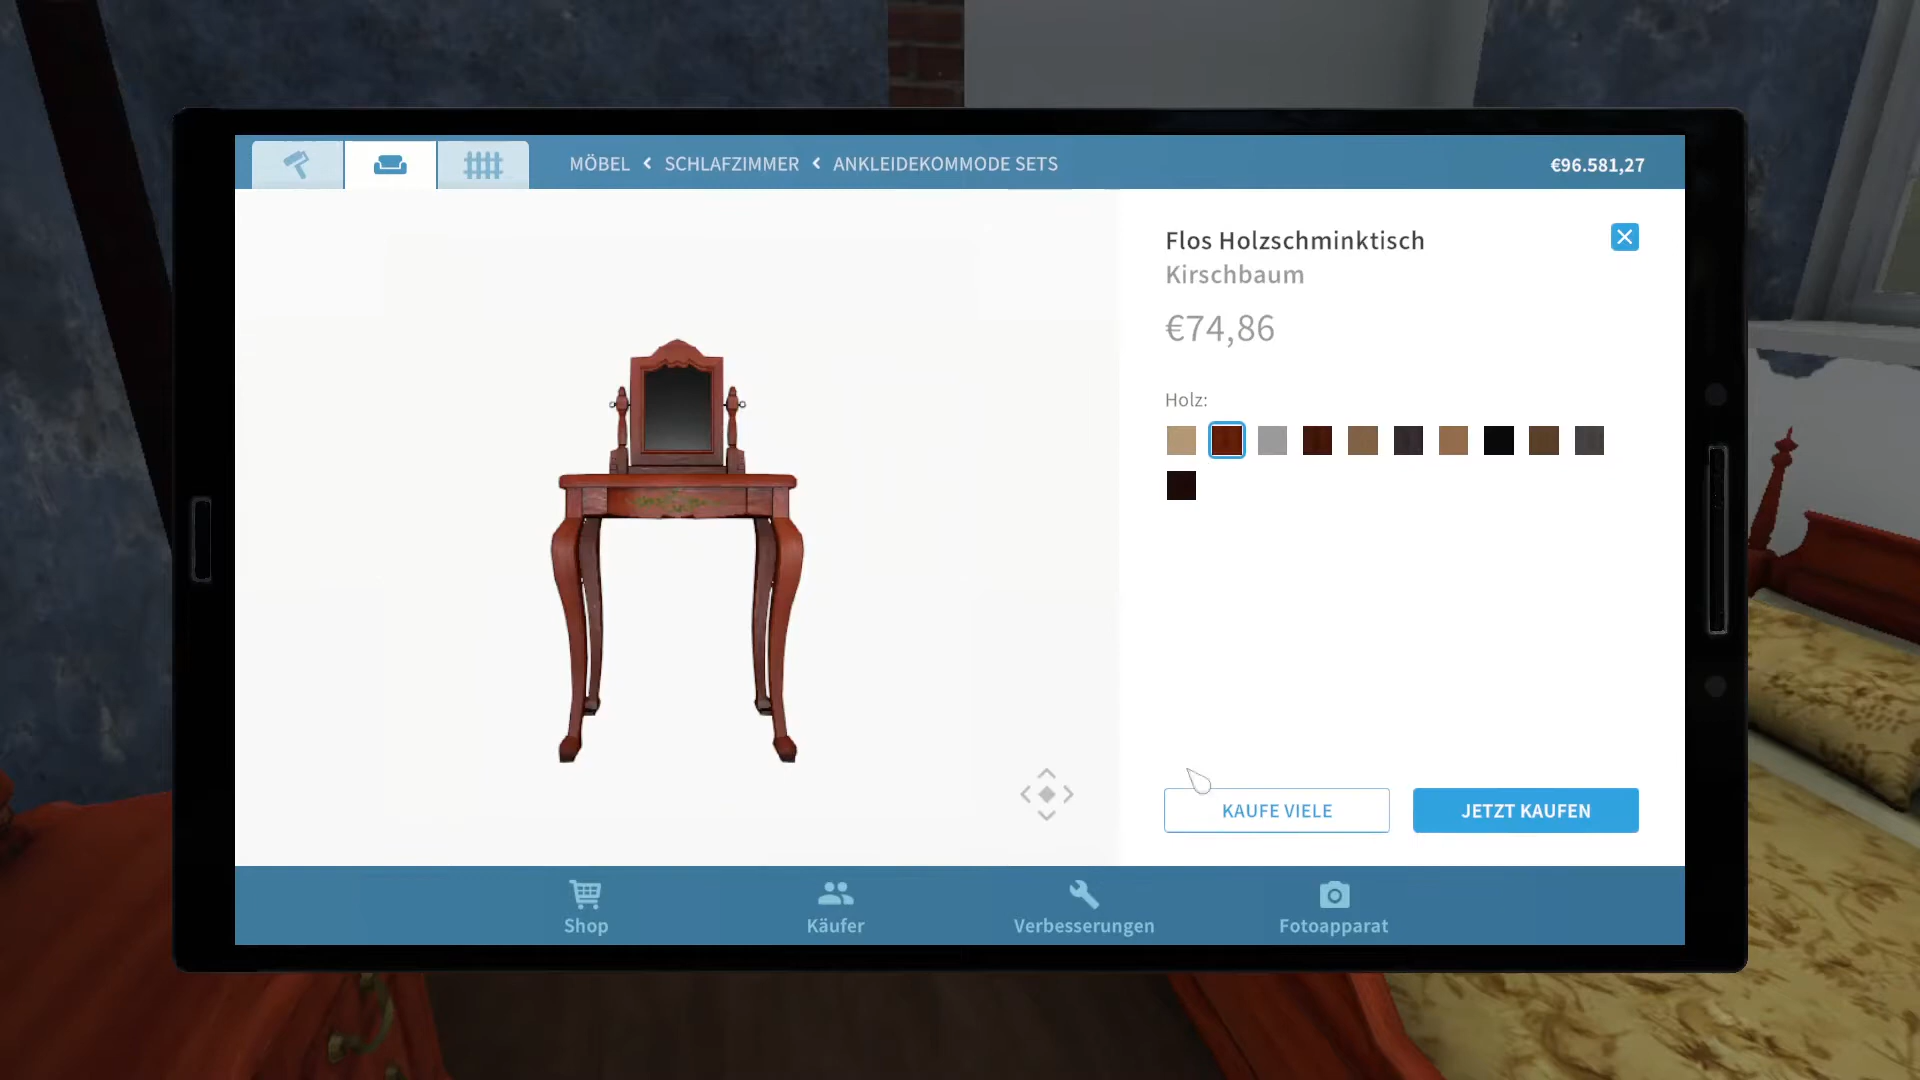 MÖBEL < SCHLAFZIMMER < ANKLEIDEKOMMODE SETS
€96.581,27
Flos Holzschminktisch
Kirschbaum
€74,86
Holz:
KAUFE VIELE
JETZT KAUFEN
Shop
Käufer
Verbesserungen
Fotoapparat